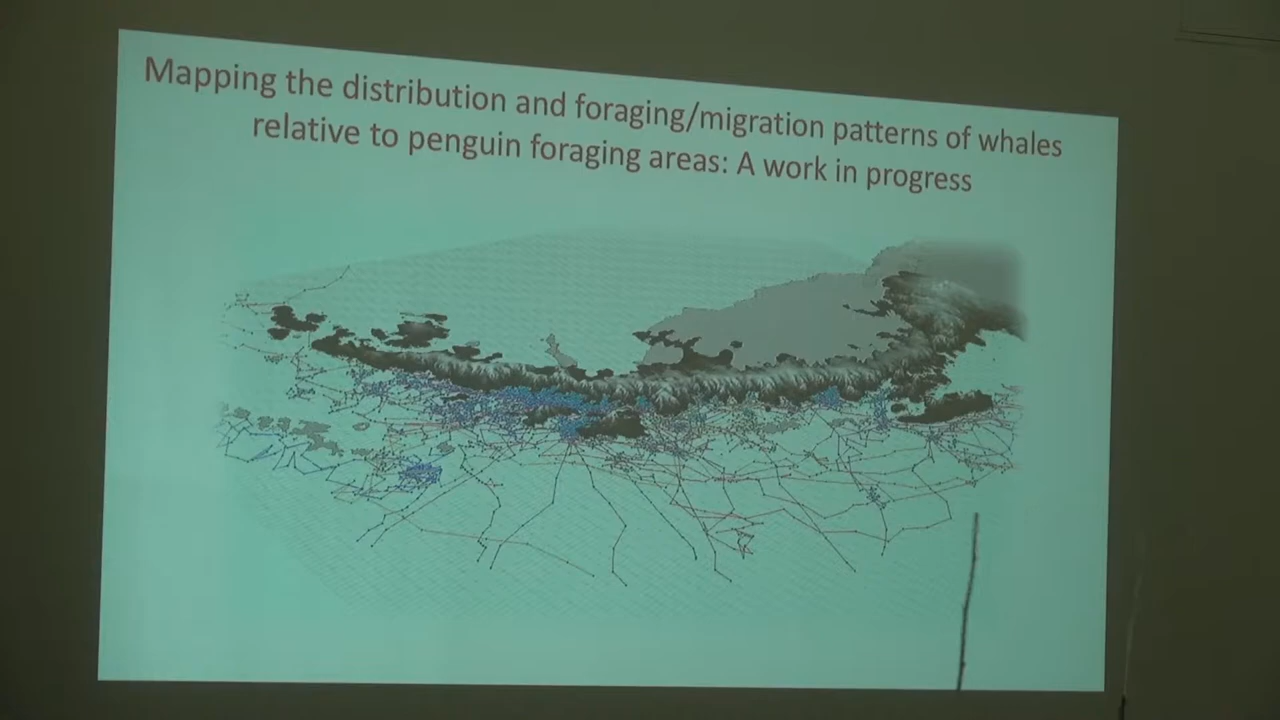 Mapping the distribution and foraging/migration patterns of whales
relative to penguin foraging areas: A work in progress